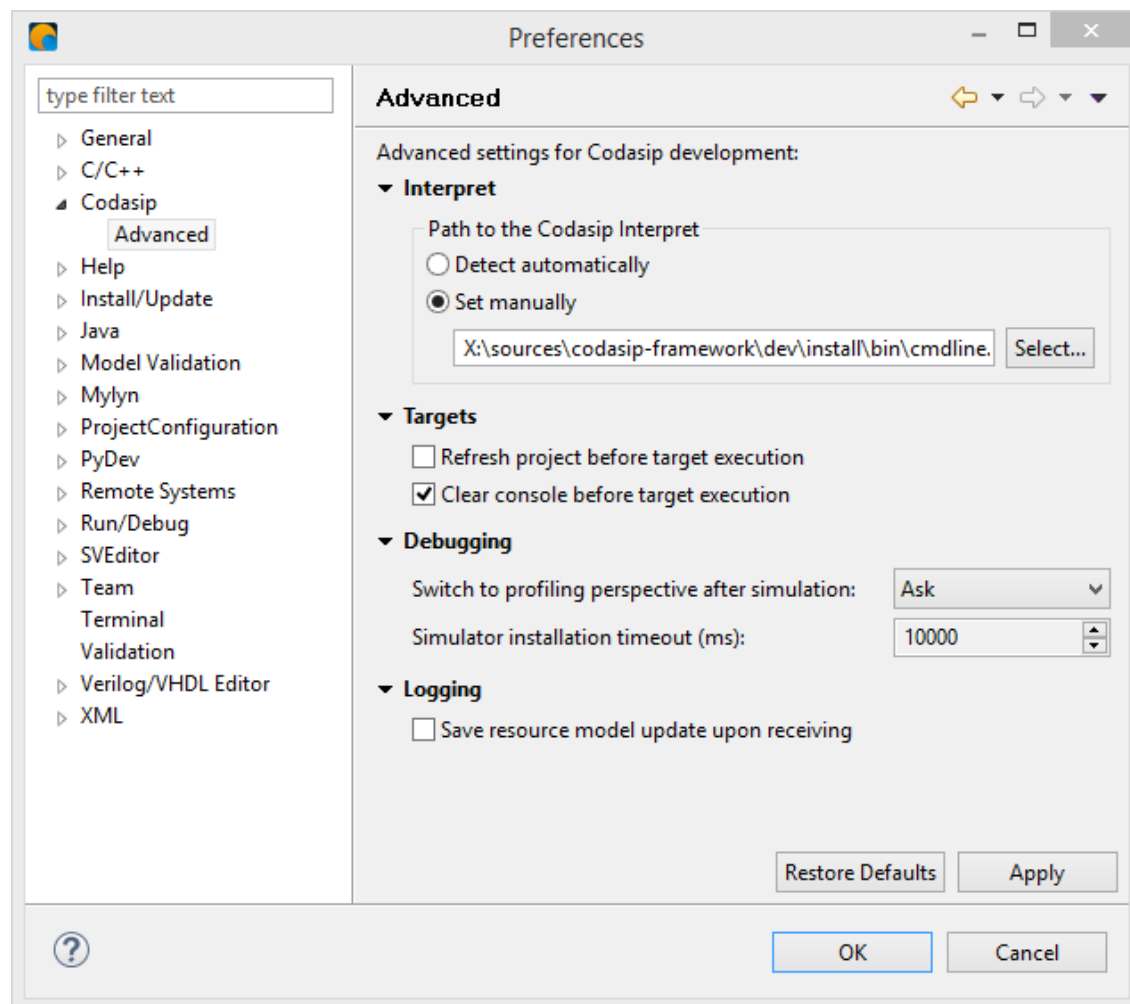 Preferences
type filter text
General
C/C++
Codasip
Advanced
Help
Install/Update
Java
Model Validation
Mylyn
ProjectConfiguration
PyDev
Remote Systems
Run/Debug
SVEditor
Team
Terminal
Validation
Verilog/VHDL Editor
XML
Advanced
Advanced settings for Codasip development:
Interpret
Path to the Codasip Interpret
Detect automatically
Set manually
X:\sources\codasip-framework\dev\install\bin\cmdline. Select...
Targets
Refresh project before target execution
Clear console before target execution
Debugging
Switch to profiling perspective after simulation: Ask
Simulator installation timeout (ms): 10000
Logging
Save resource model update upon receiving
Restore Defaults Apply
? OK Cancel